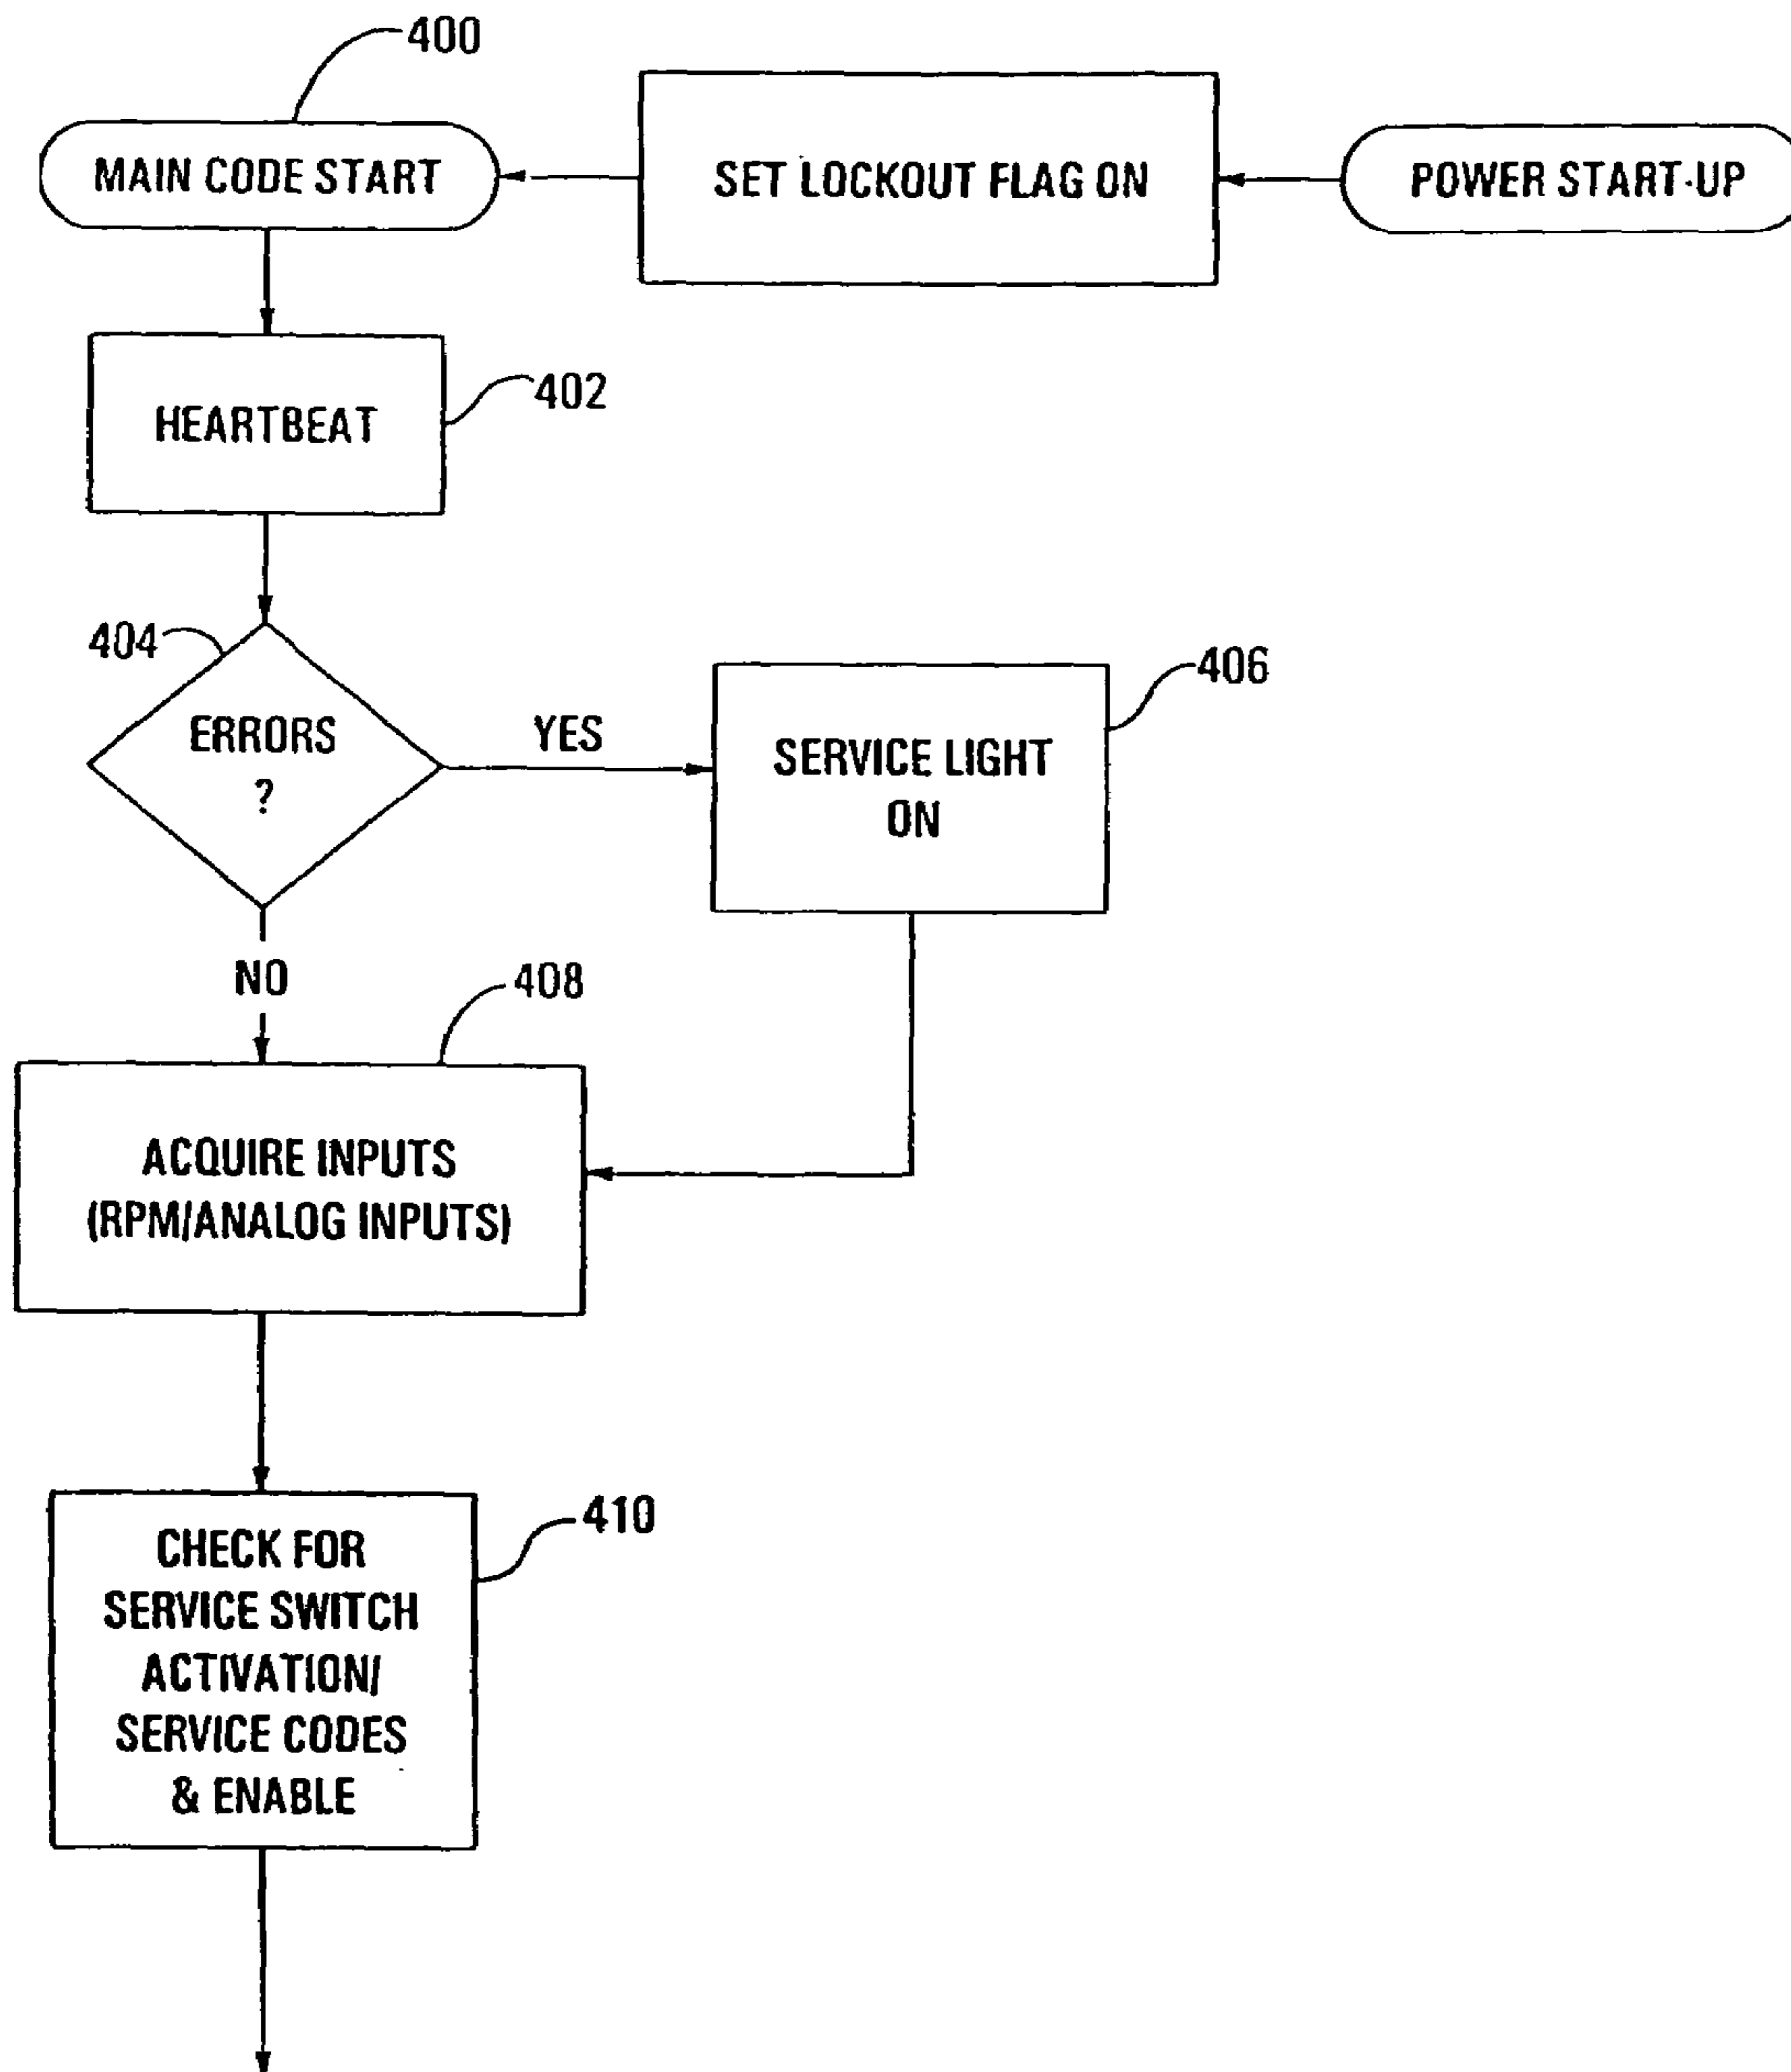 400
MAIN CODE START
SET LOCKOUT FLAG ON
POWER START-UP
HEARTBEAT
402
404
ERRORS
?
YES
406
SERVICE LIGHT
ON
NO
408
ACQUIRE INPUTS
(RPM/ANALOG INPUTS)
410
CHECK FOR
SERVICE SWITCH
ACTIVATION/
SERVICE CODES
& ENABLE